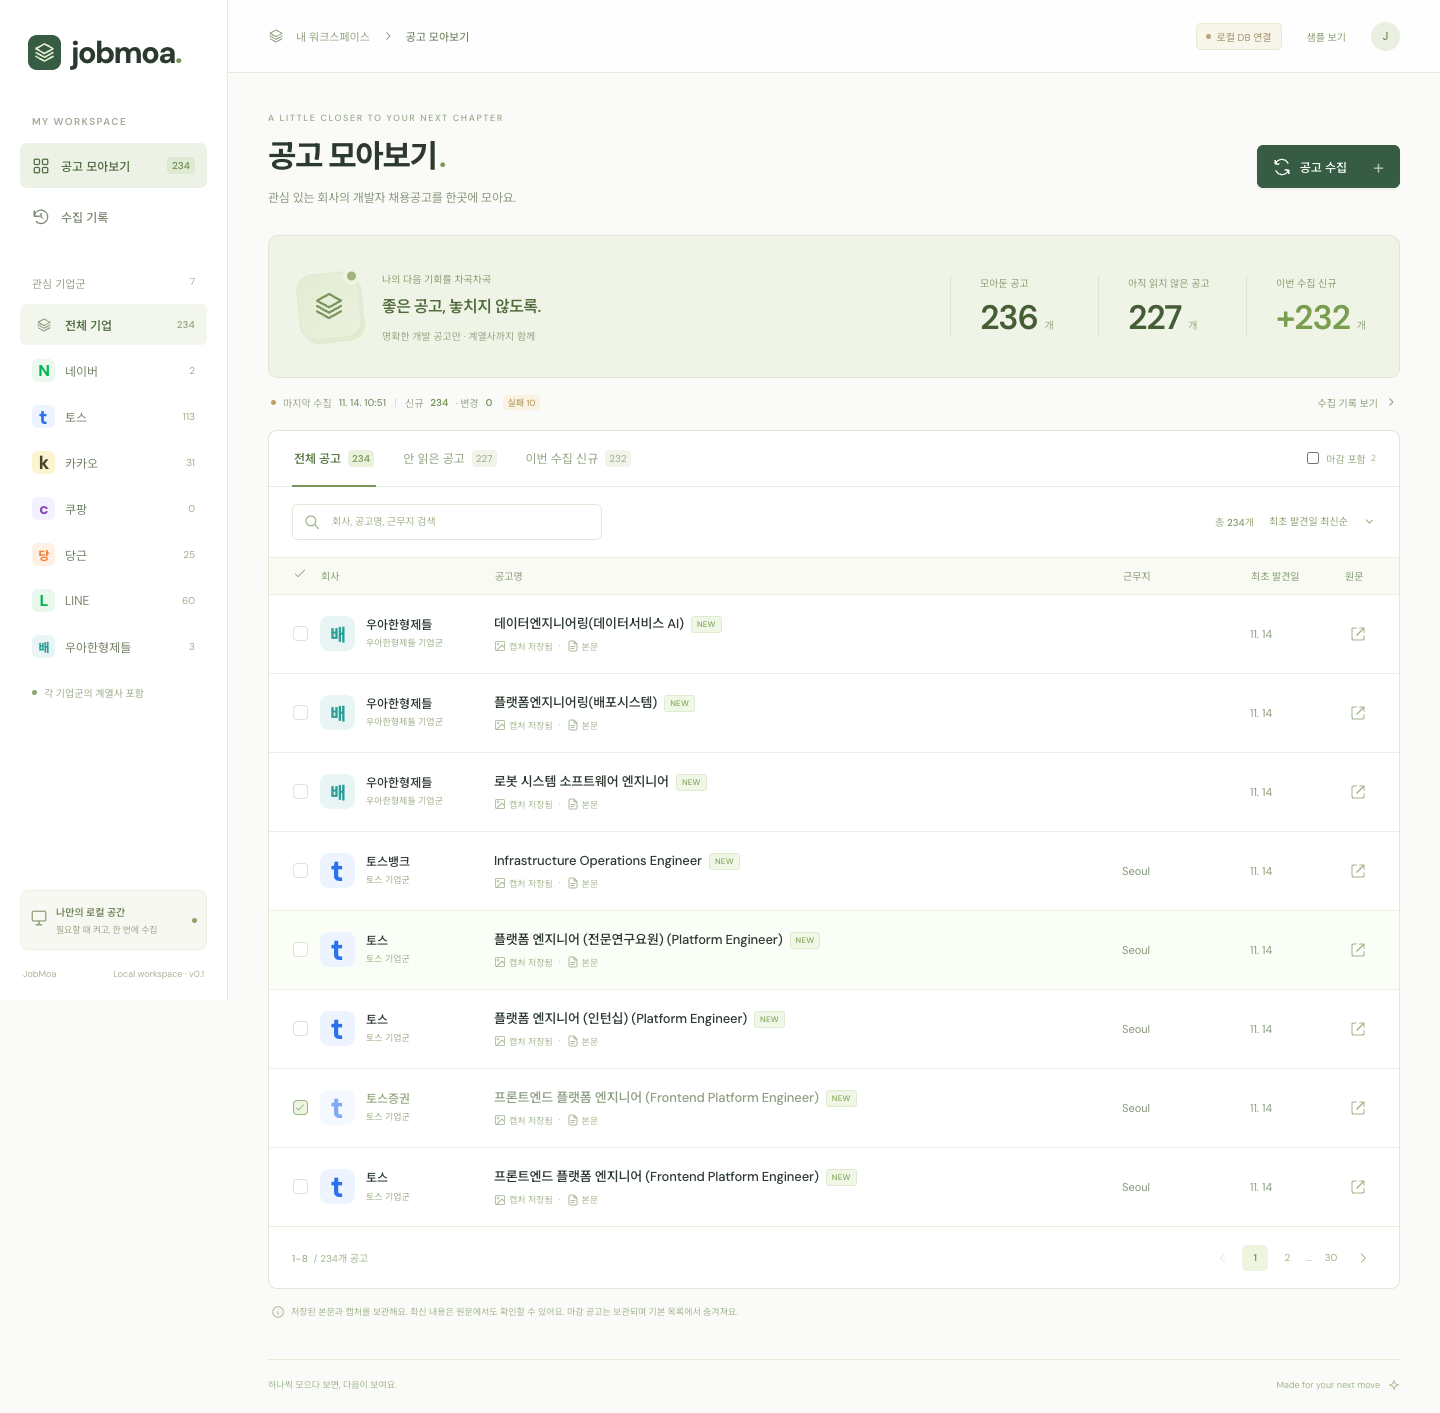 jobmoa.
MY WORKSPACE
공고 모아보기 234
수집 기록
관심 기업군 7
전체 기업 234
N 네이버 2
t 토스 113
k 카카오 31
c 쿠팡 0
당 당근 25
L LINE 60
배 우아한형제들 3
각 기업군의 계열사 포함
나만의 로컬 공간
필요할 때 켜고, 한 번에 수집
JobMoa Local workspace · v0.1
내 워크스페이스 공고 모아보기
로컬 DB 연결 샘플 보기 J
A LITTLE CLOSER TO YOUR NEXT CHAPTER
공고 모아보기.
관심 있는 회사의 개발자 채용공고를 한곳에 모아요.
공고 수집 +
나의 다음 기회를 차곡차곡
좋은 공고, 놓치지 않도록.
명확한 개발 공고만 · 계열사까지 함께
모아둔 공고
236 개
아직 읽지 않은 공고
227 개
이번 수집 신규
+232 개
마지막 수집 11. 14. 10:51 신규 234 · 변경 0 실패 10
수집 기록 보기
전체 공고 234 안 읽은 공고 227 이번 수집 신규 232
마감 포함 2
회사, 공고명, 근무지 검색
총 234개 최초 발견일 최신순
회사 공고명 근무지 최초 발견일 원문
배 우아한형제들 데이터엔지니어링(데이터서비스 AI) NEW 11. 14
우아한형제들 기업군 캡처 저장됨 · 본문
배 우아한형제들 플랫폼엔지니어링(배포시스템) NEW 11. 14
우아한형제들 기업군 캡처 저장됨 · 본문
배 우아한형제들 로봇 시스템 소프트웨어 엔지니어 NEW 11. 14
우아한형제들 기업군 캡처 저장됨 · 본문
t 토스뱅크 Infrastructure Operations Engineer NEW Seoul 11. 14
토스 기업군 캡처 저장됨 · 본문
t 토스 플랫폼 엔지니어 (전문연구요원) (Platform Engineer) NEW Seoul 11. 14
토스 기업군 캡처 저장됨 · 본문
t 토스 플랫폼 엔지니어 (인턴십) (Platform Engineer) NEW Seoul 11. 14
토스 기업군 캡처 저장됨 · 본문
t 토스증권 프론트엔드 플랫폼 엔지니어 (Frontend Platform Engineer) NEW Seoul 11. 14
토스 기업군 캡처 저장됨 · 본문
t 토스 프론트엔드 플랫폼 엔지니어 (Frontend Platform Engineer) NEW Seoul 11. 14
토스 기업군 캡처 저장됨 · 본문
1–8 / 234개 공고
1 2 … 30
저장된 본문과 캡처를 보관해요. 최신 내용은 원문에서도 확인할 수 있어요. 마감 공고는 보관되며 기본 목록에서 숨겨져요.
하나씩 모으다 보면, 다음이 보여요.
Made for your next move